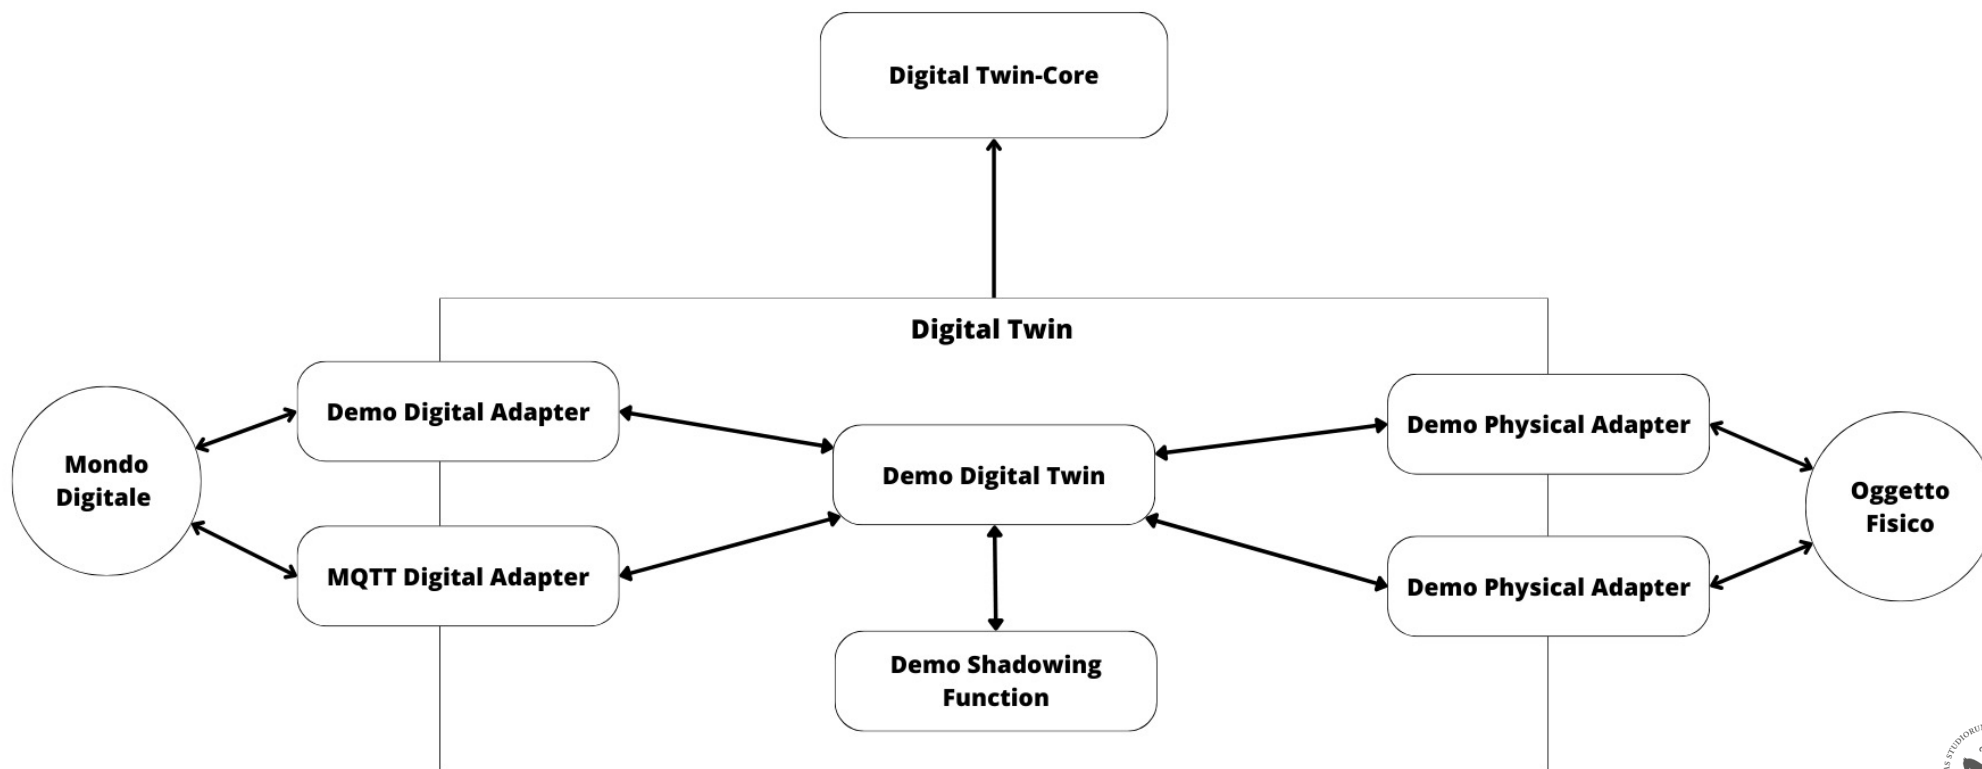 Digital Twin-Core
Digital Twin
Demo Digital Adapter
Demo Physical Adapter
Mondo
Digitale
Demo Digital Twin
Oggetto
Fisico
MQTT Digital Adapter
Demo Physical Adapter
Demo Shadowing
Function